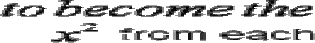 to become the
x² from each